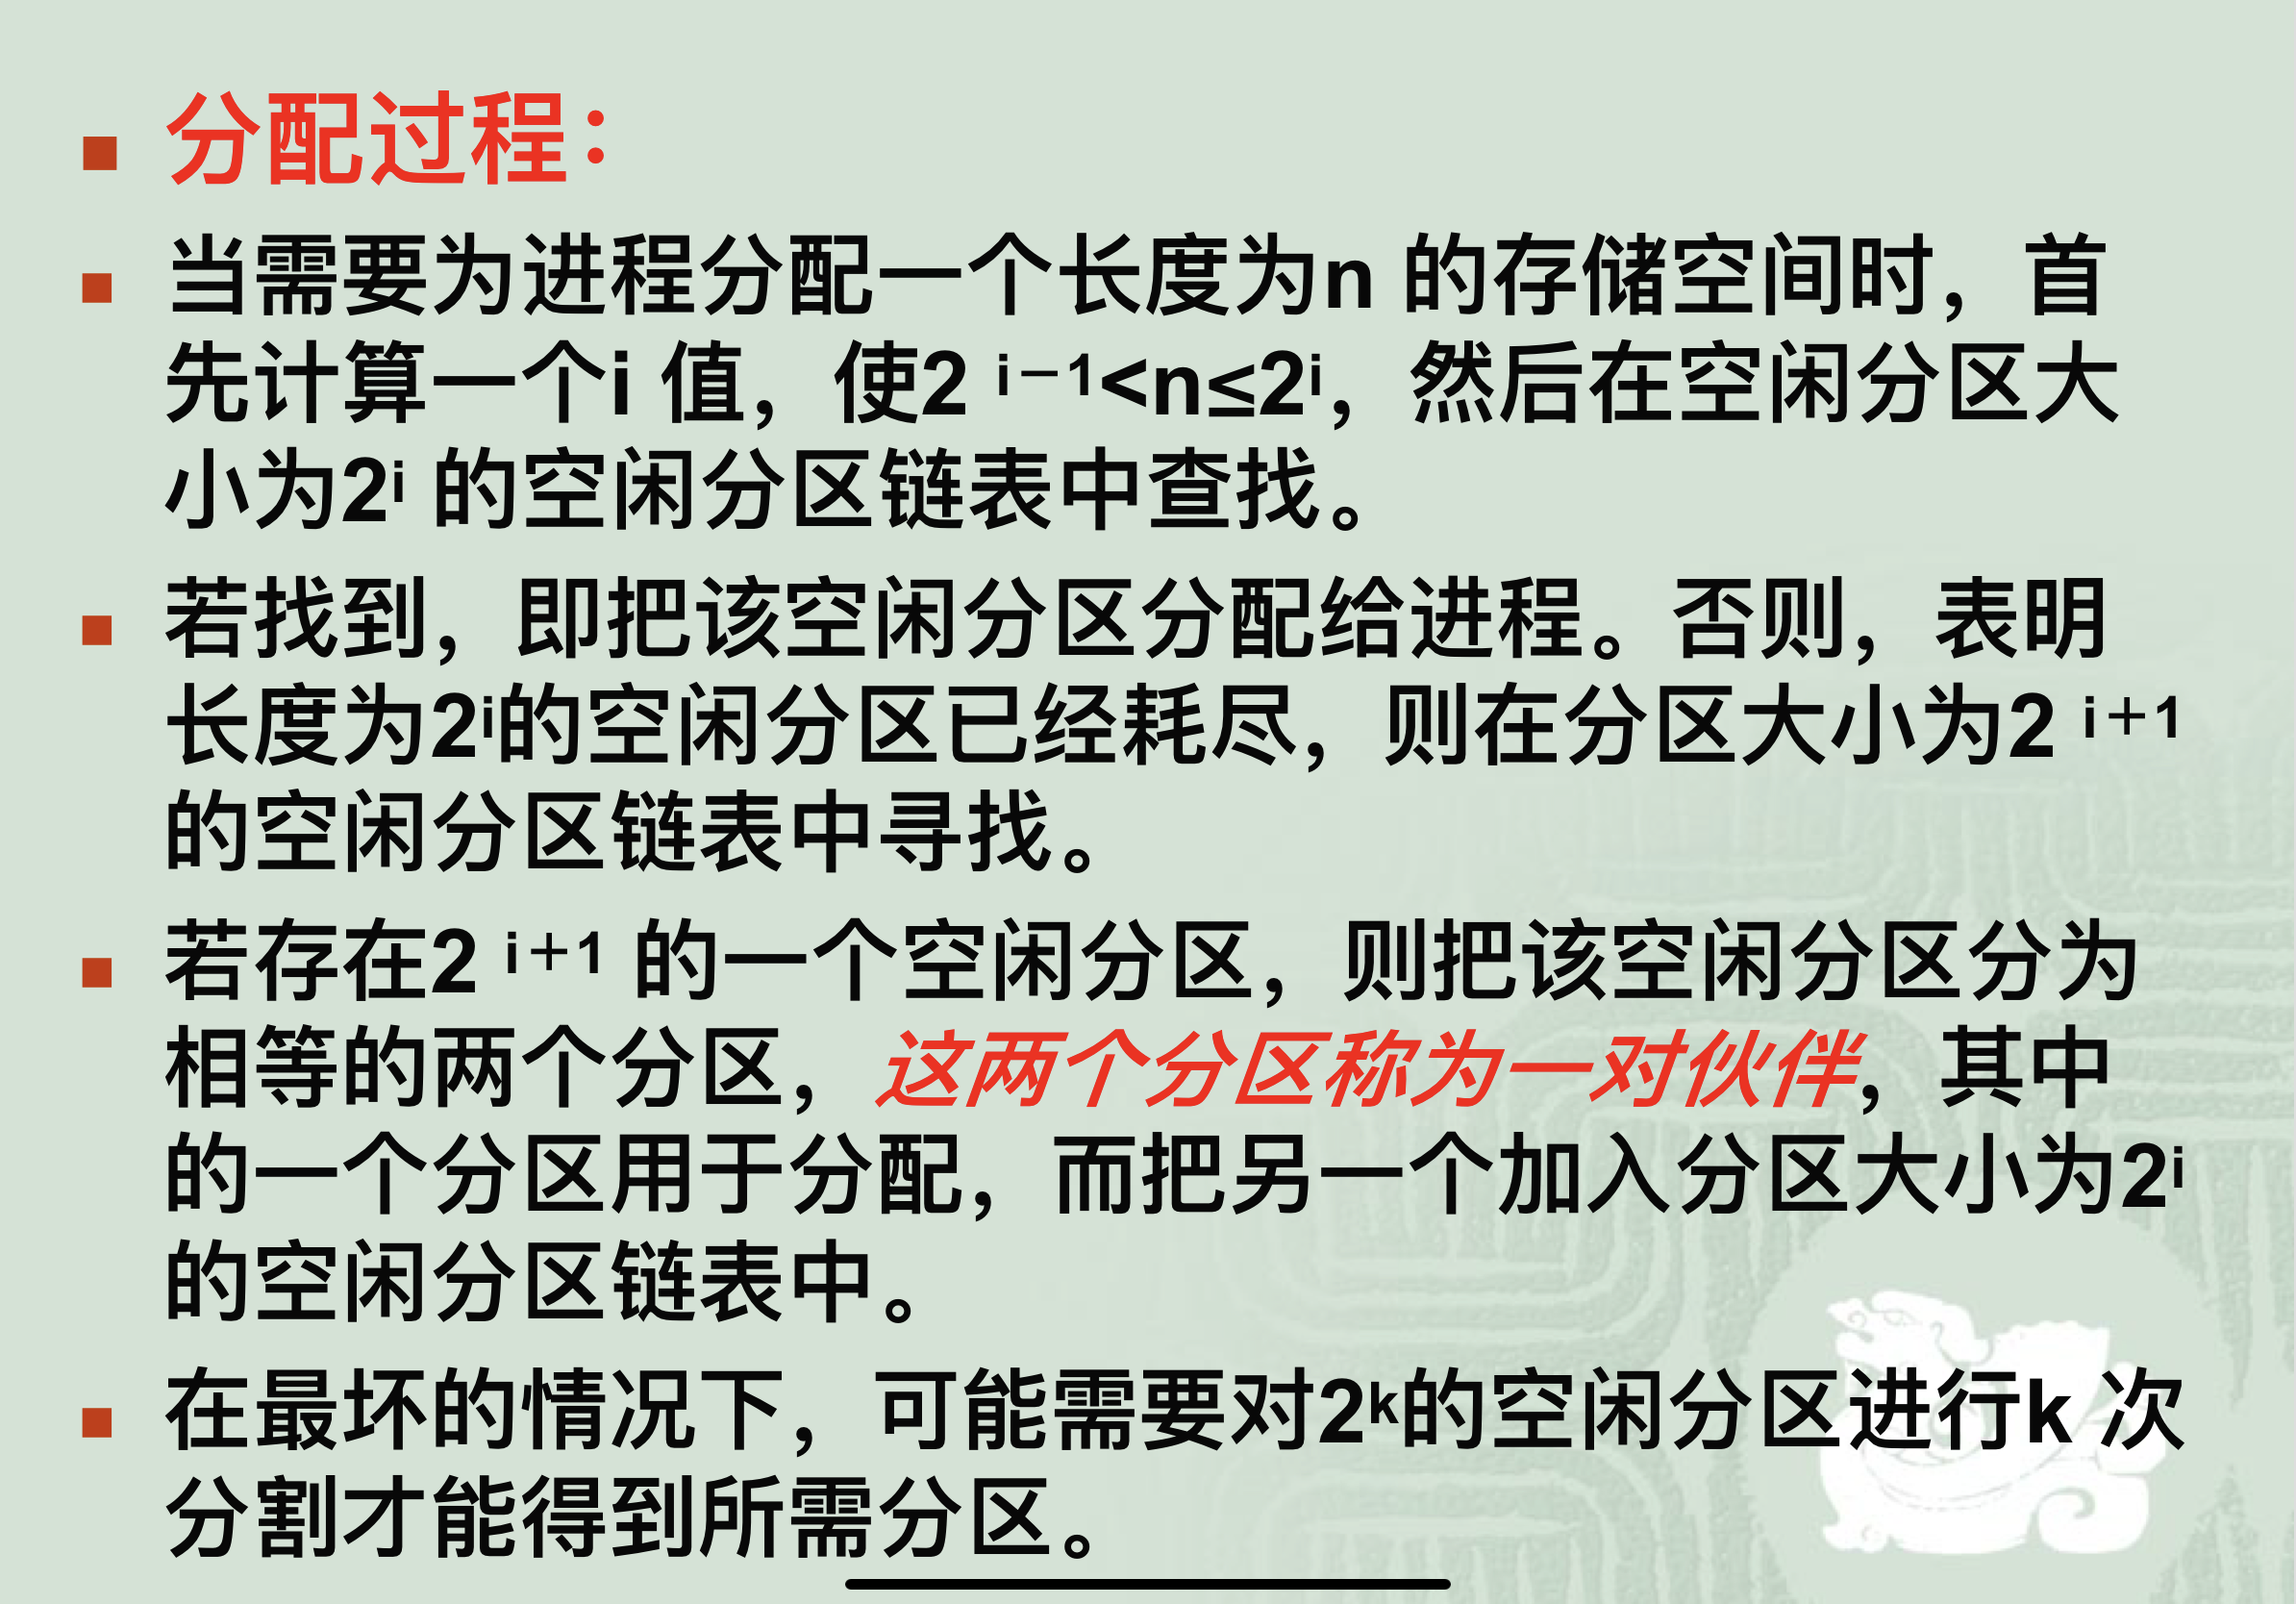 分配过程：
当需要为进程分配一个长度为n 的存储空间时，首
先计算一个i 值，使2 ⁱ⁻¹<n≤2ⁱ，然后在空闲分区大
小为2ⁱ 的空闲分区链表中查找。
若找到，即把该空闲分区分配给进程。否则，表明
长度为2ⁱ的空闲分区已经耗尽，则在分区大小为2 ⁱ⁺¹
的空闲分区链表中寻找。
若存在2 ⁱ⁺¹ 的一个空闲分区，则把该空闲分区分为
相等的两个分区，这两个分区称为一对伙伴，其中
的一个分区用于分配，而把另一个加入分区大小为2ⁱ
的空闲分区链表中。
在最坏的情况下，可能需要对2ᵏ的空闲分区进行k 次
分割才能得到所需分区。